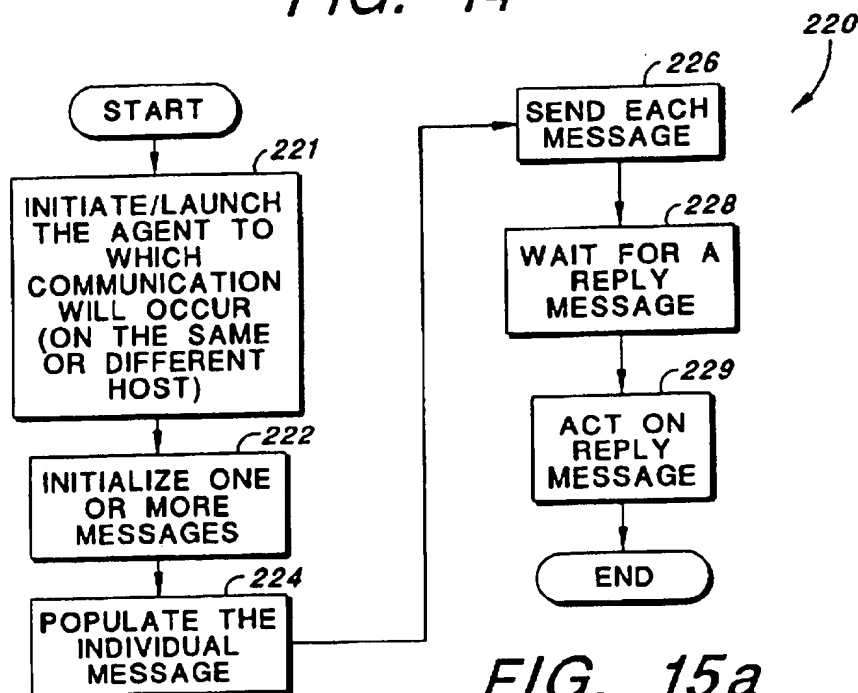 FIG. 14
220
START
221
INITIATE/LAUNCH
THE AGENT TO
WHICH
COMMUNICATION
WILL OCCUR
(ON THE SAME
OR DIFFERENT
HOST)
222
INITIALIZE ONE
OR MORE
MESSAGES
224
POPULATE THE
INDIVIDUAL
MESSAGE
226
SEND EACH
MESSAGE
228
WAIT FOR A
REPLY
MESSAGE
229
ACT ON
REPLY
MESSAGE
END
FIG. 15a